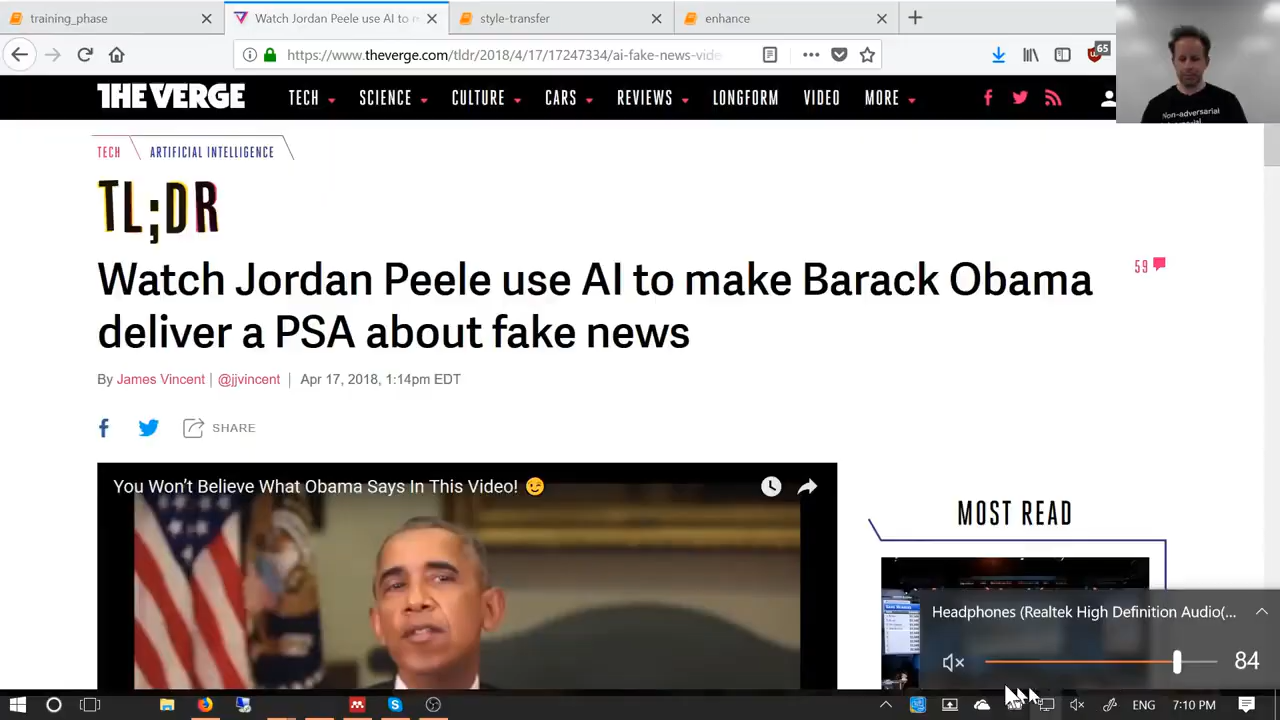 training_phase
Watch Jordan Peele use AI to m
style-transfer
enhance
https://www.theverge.com/tldr/2018/4/17/17247334/ai-fake-news-vide
65
THE VERGE
TECH
SCIENCE
CULTURE
CARS
REVIEWS
LONGFORM
VIDEO
MORE
Non-adversarial
TECH
ARTIFICIAL INTELLIGENCE
TL;DR
Watch Jordan Peele use AI to make Barack Obama
deliver a PSA about fake news
59
By James Vincent | @jjvincent | Apr 17, 2018, 1:14pm EDT
SHARE
You Won't Believe What Obama Says In This Video! 😉
MOST READ
Headphones (Realtek High Definition Audio(...
84
ENG
7:10 PM